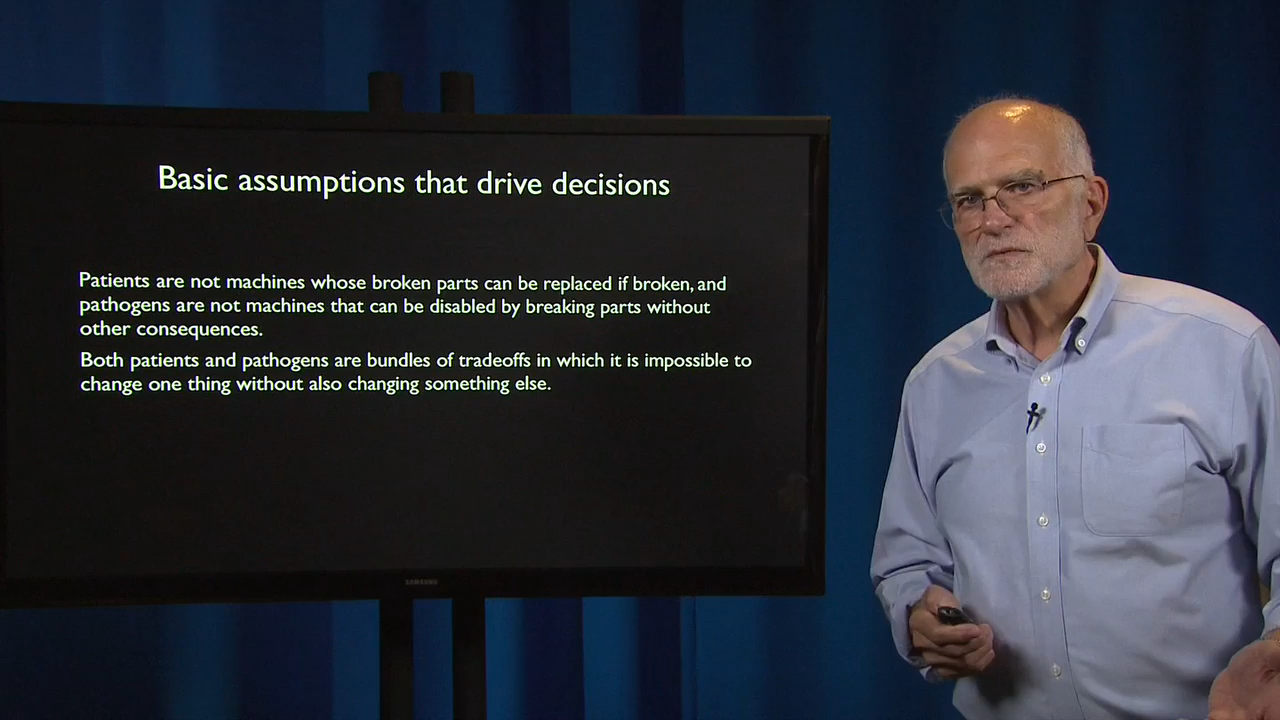 Basic assumptions that drive decisions
Patients are not machines whose broken parts can be replaced if broken, and
pathogens are not machines that can be disabled by breaking parts without
other consequences.
Both patients and pathogens are bundles of tradeoffs in which it is impossible to
change one thing without also changing something else.
SAMSUNG